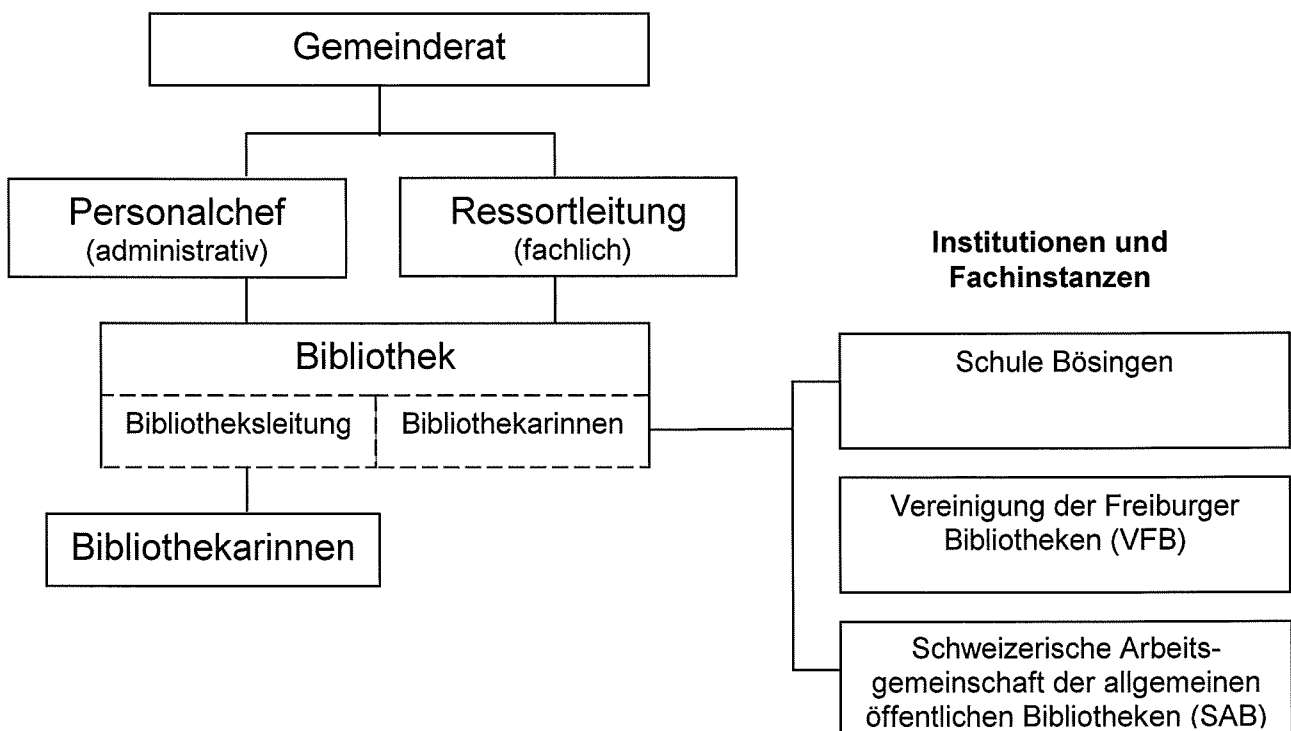 Gemeinderat
Personalchef
(administrativ)
Ressortleitung
(fachlich)
Bibliothek
Bibliotheksleitung
Bibliothekarinnen
Bibliothekarinnen
Institutionen und
Fachinstanzen
Schule Bösingen
Vereinigung der Freiburger
Bibliotheken (VFB)
Schweizerische Arbeits-
gemeinschaft der allgemeinen
öffentlichen Bibliotheken (SAB)